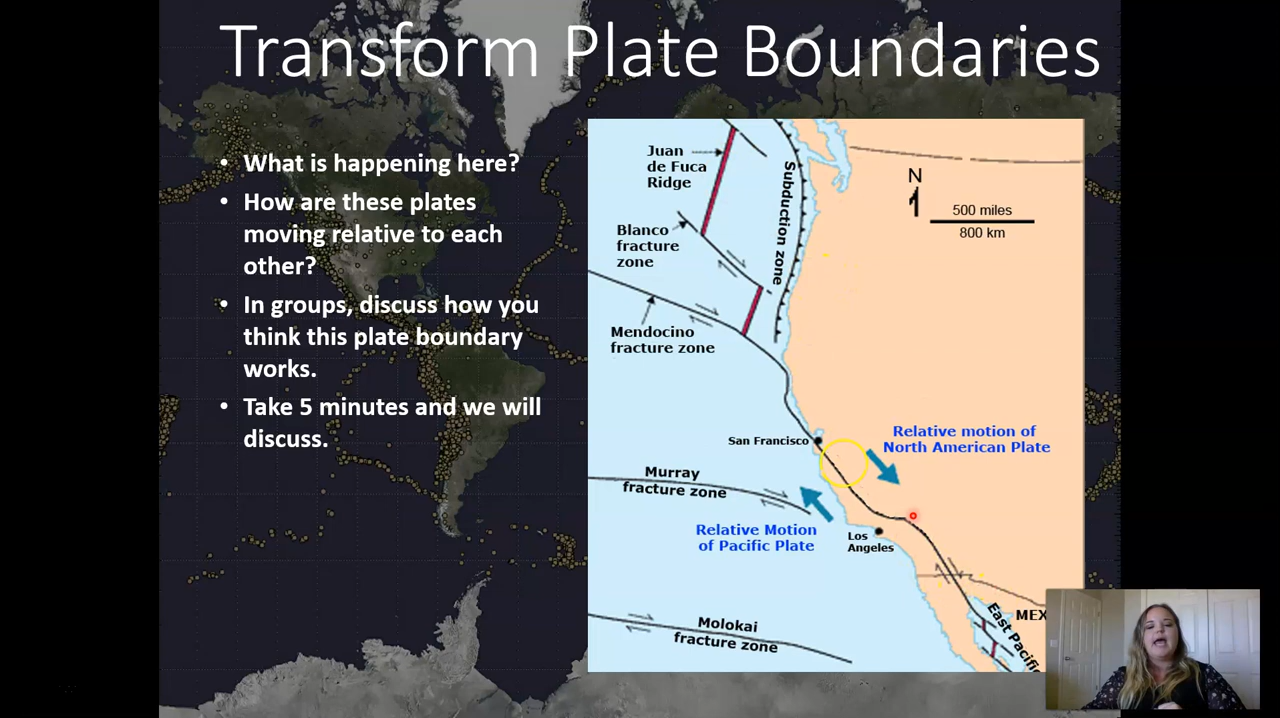 Transform Plate Boundaries
• What is happening here?
• How are these plates
moving relative to each
other?
• In groups, discuss how you
think this plate boundary
works.
• Take 5 minutes and we will
discuss.
Juan
de Fuca
Ridge
Subduction zone
N
500 miles
800 km
Blanco
fracture
zone
Mendocino
fracture zone
San Francisco
Relative motion of
North American Plate
Murray
fracture zone
Relative Motion
of Pacific Plate
Los
Angeles
Molokai
fracture zone
MEX
East Pacific